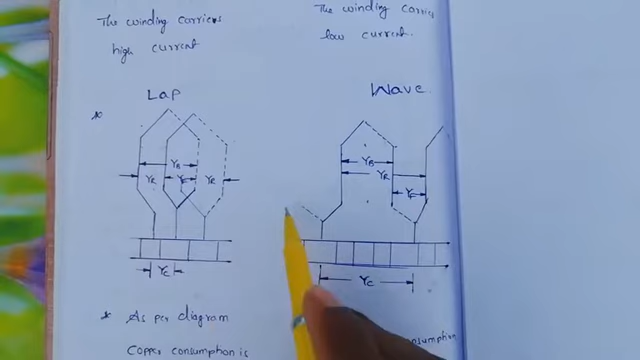 The winding carries
high current
The winding carries
low current.
Lap
Wave
YB
YR
YF
YR
YC
YB
YR
YF
YC
* As per diagram
Copper consumption is